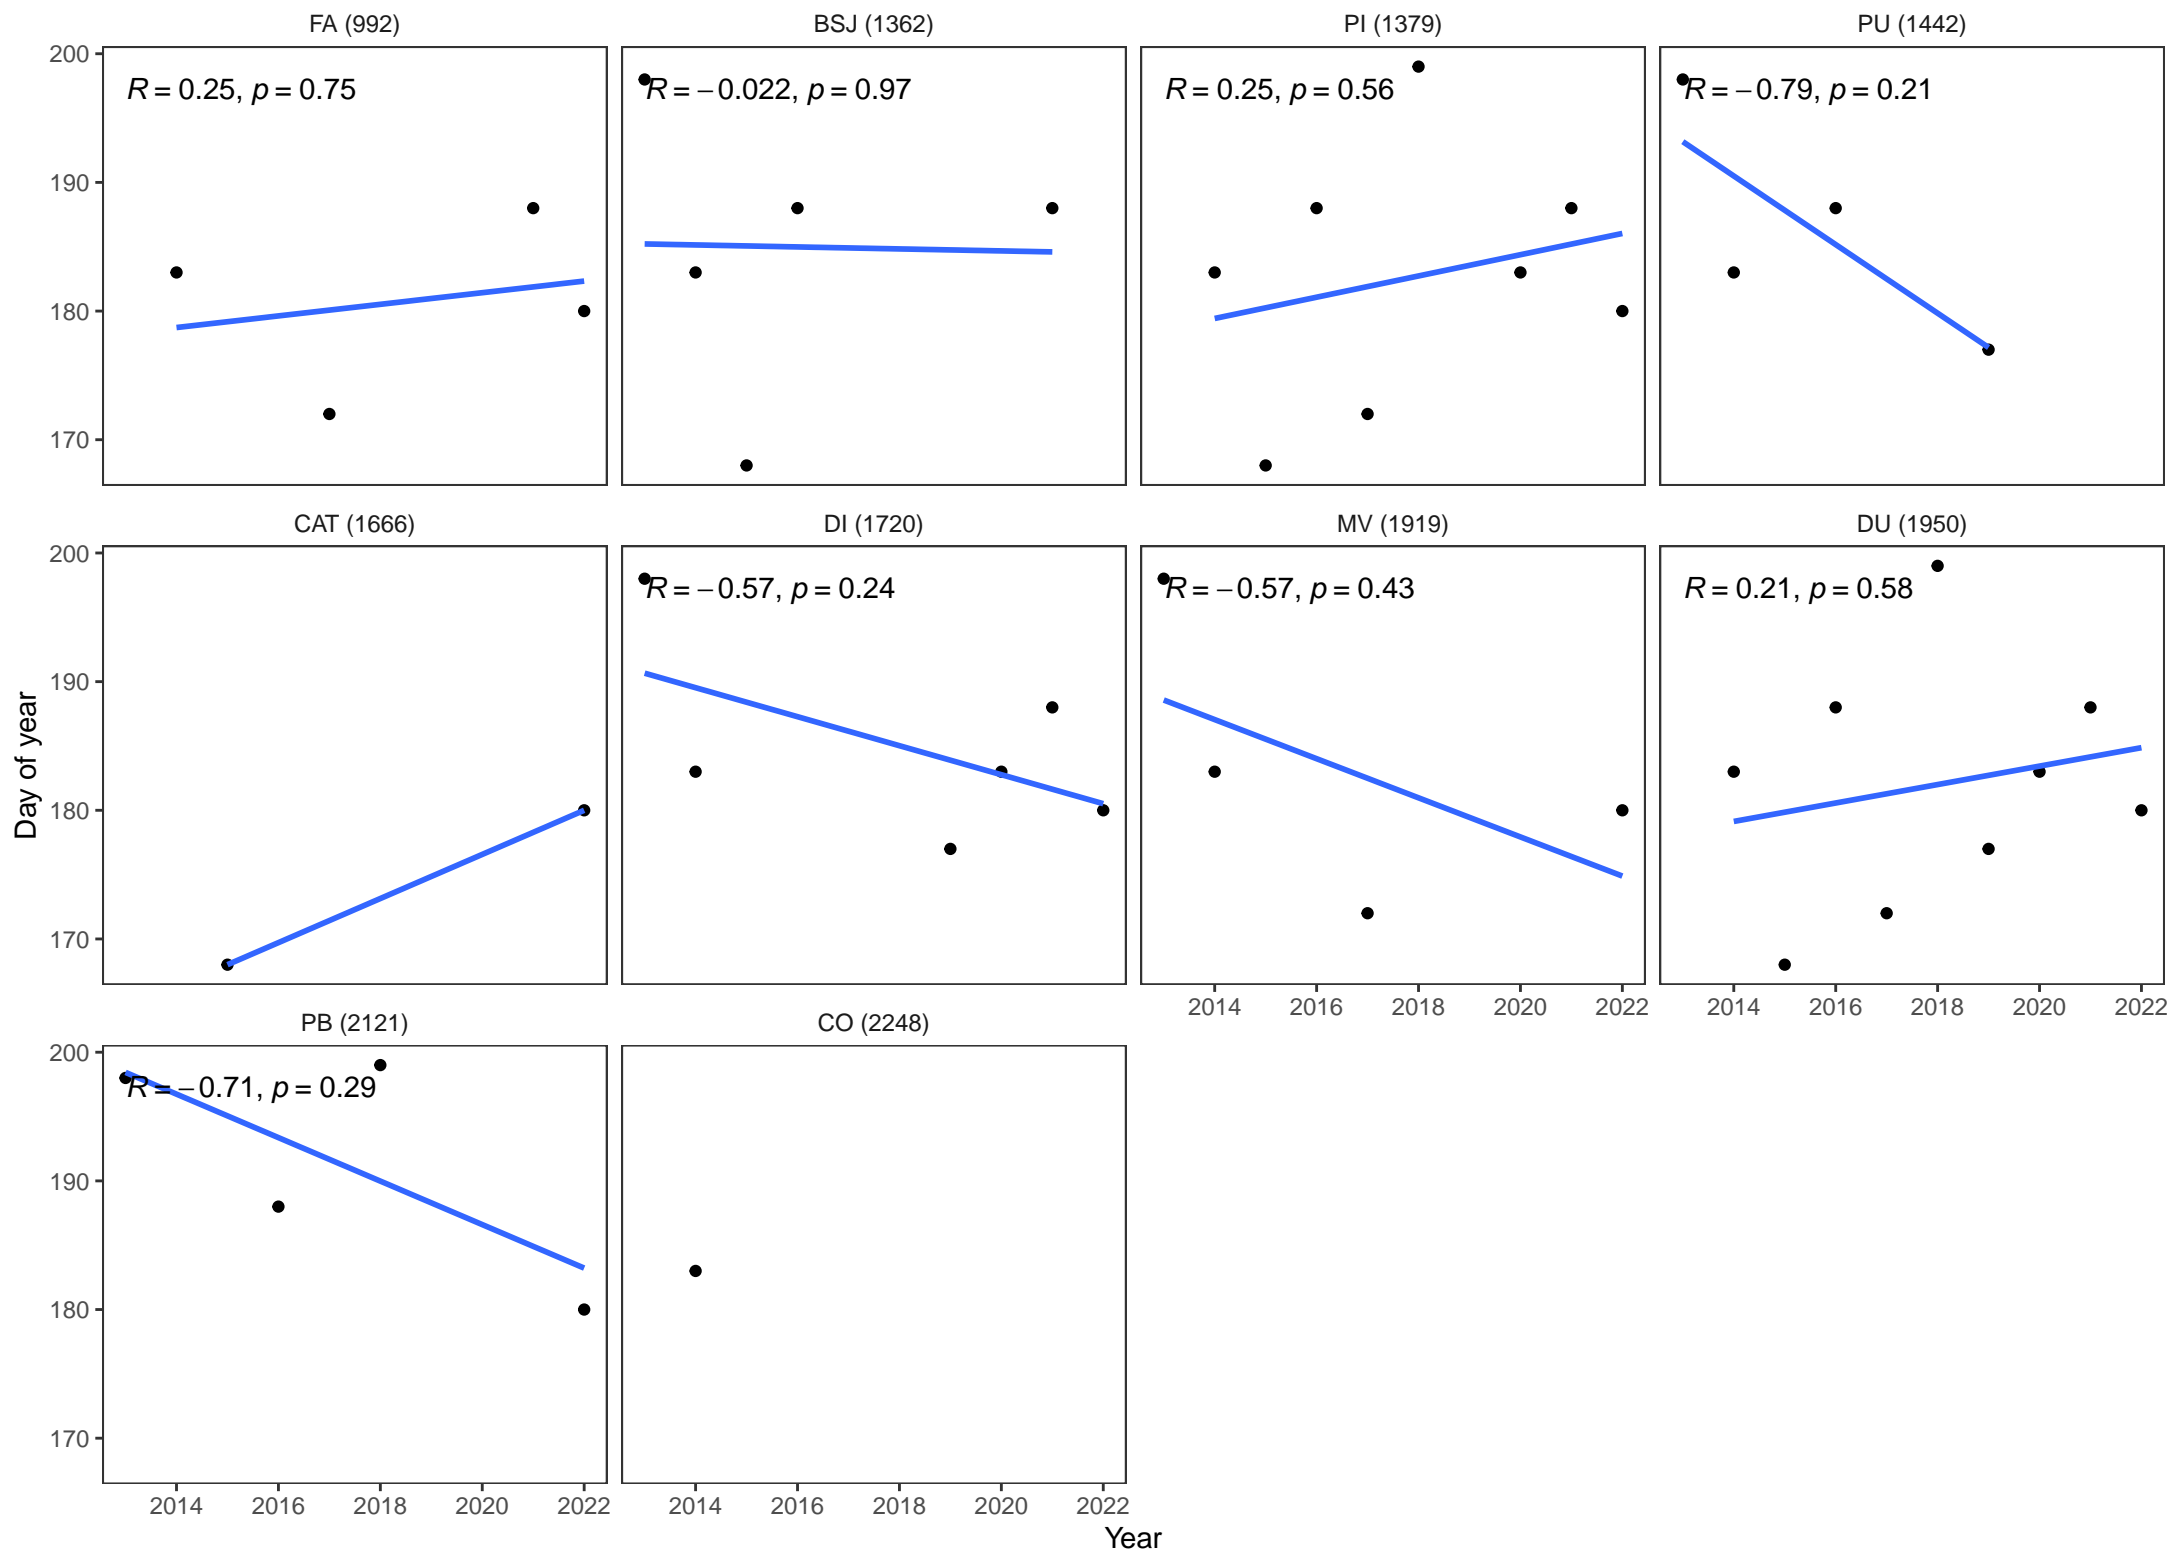 FA (992) BSJ (1362) PI (1379) PU (1442)
200
R = 0.25, p = 0.75 R = −0.022, p = 0.97 R = 0.25, p = 0.56 R = −0.79, p = 0.21
190
180
170
CAT (1666) DI (1720) MV (1919) DU (1950)
200
R = −0.57, p = 0.24 R = −0.57, p = 0.43 R = 0.21, p = 0.58
190
Day of year
180
170
2014 2016 2018 2020 2022 2014 2016 2018 2020 2022
PB (2121) CO (2248)
200
R = −0.71, p = 0.29
190
180
170
2014 2016 2018 2020 2022 2014 2016 2018 2020 2022
Year